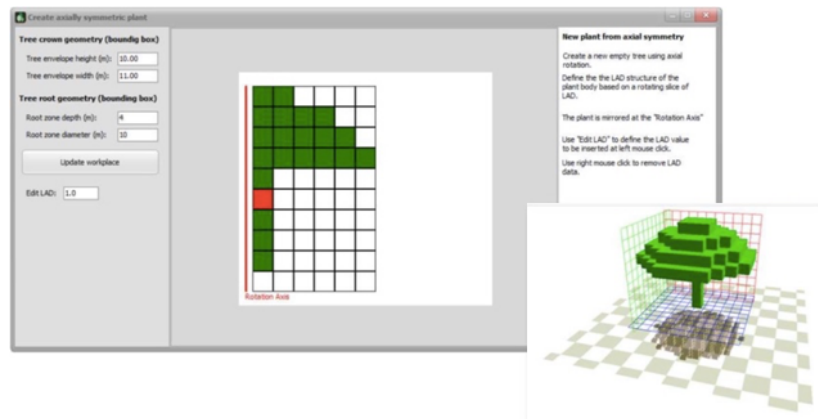 Create axially symmetric plant
Tree crown geometry (boundig box)
Tree envelope height (m): 10.00
Tree envelope width (m): 11.00
Tree root geometry (bounding box)
Root zone depth (m): 4
Root zone diameter (m): 10
Update workplace
Edit LAD: 1.0
Rotation Axis
New plant from axial symmetry
Create a new empty tree using axial
rotation.
Define the the LAD structure of the
plant body based on a rotating slice of
LAD.
The plant is mirrored at the "Rotation Axis"
Use "Edit LAD" to define the LAD value
to be inserted at left mouse click.
Use right mouse click to remove LAD
data.